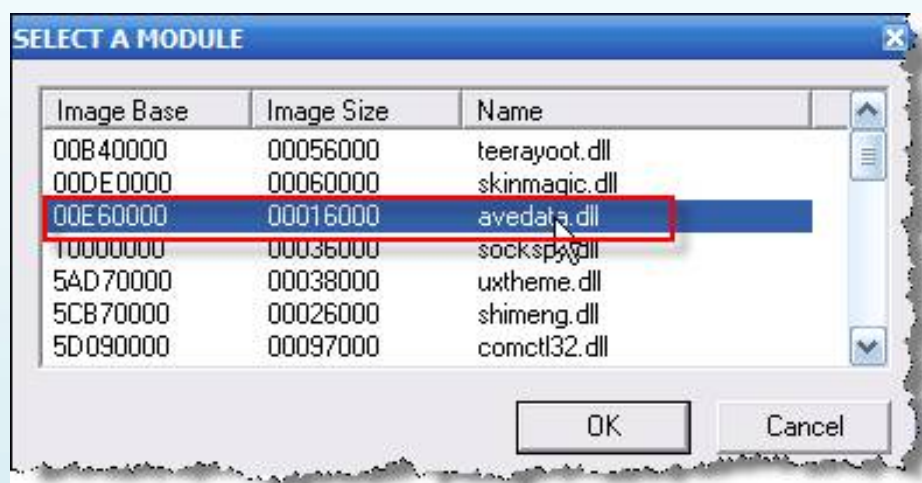 SELECT A MODULE
Image Base Image Size Name
00B40000 00056000 teerayoot.dll
00DE0000 00060000 skinmagic.dll
00E60000 00016000 avedata.dll
10000000 00036000
5AD70000 00038000 uxtheme.dll
5CB70000 00026000 shimeng.dll
5D090000 00097000 comctl32.dll
OK Cancel